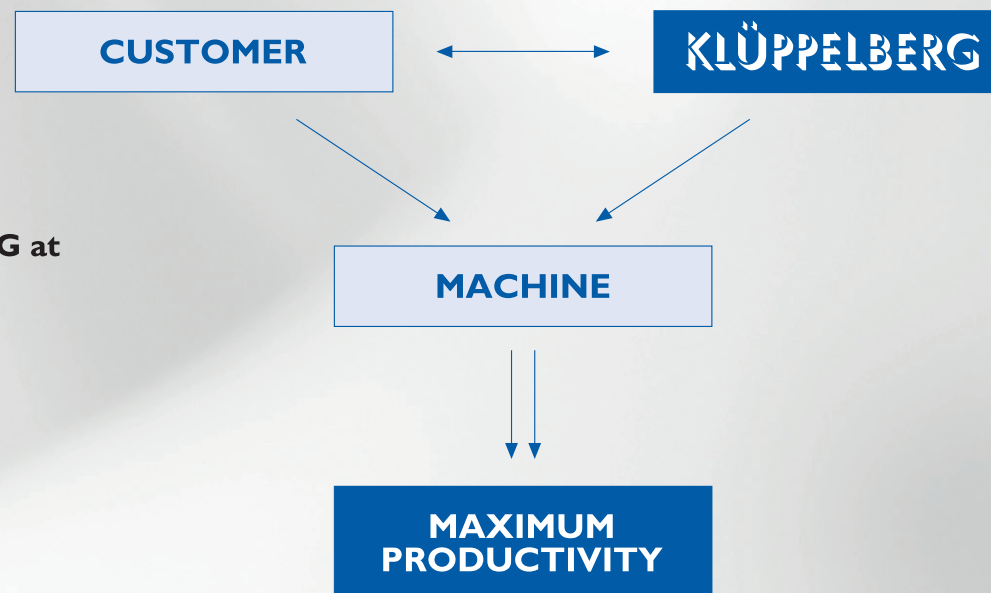 CUSTOMER
KLÜPPELBERG
G at
MACHINE
MAXIMUM
PRODUCTIVITY